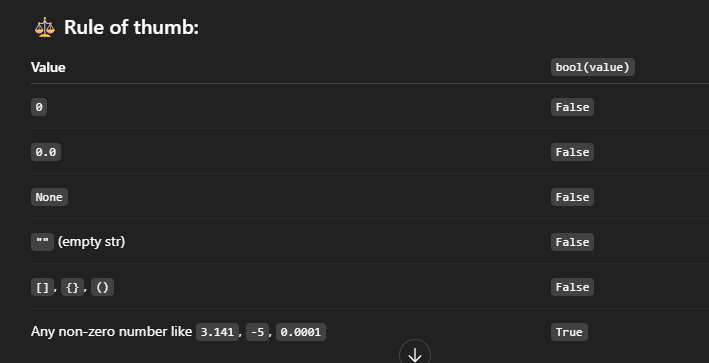 ⚖️ Rule of thumb:
Value bool(value)
0 False
0.0 False
None False
"" (empty str) False
[], {}, () False
Any non-zero number like 3.141, -5, 0.0001 True